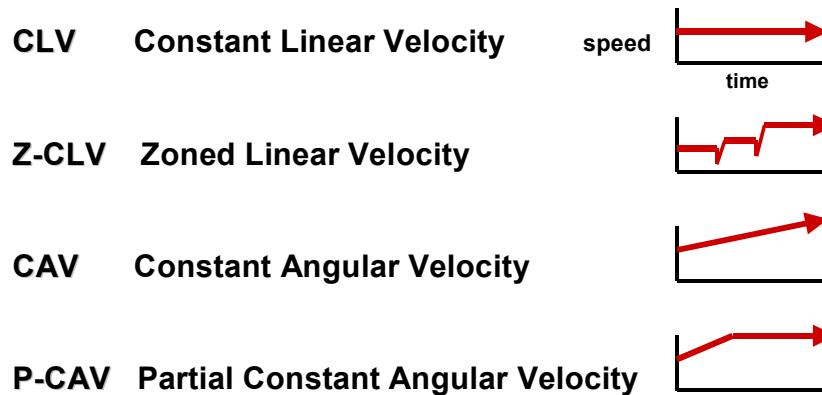 CLV Constant Linear Velocity speed
time
Z-CLV Zoned Linear Velocity
CAV Constant Angular Velocity
P-CAV Partial Constant Angular Velocity